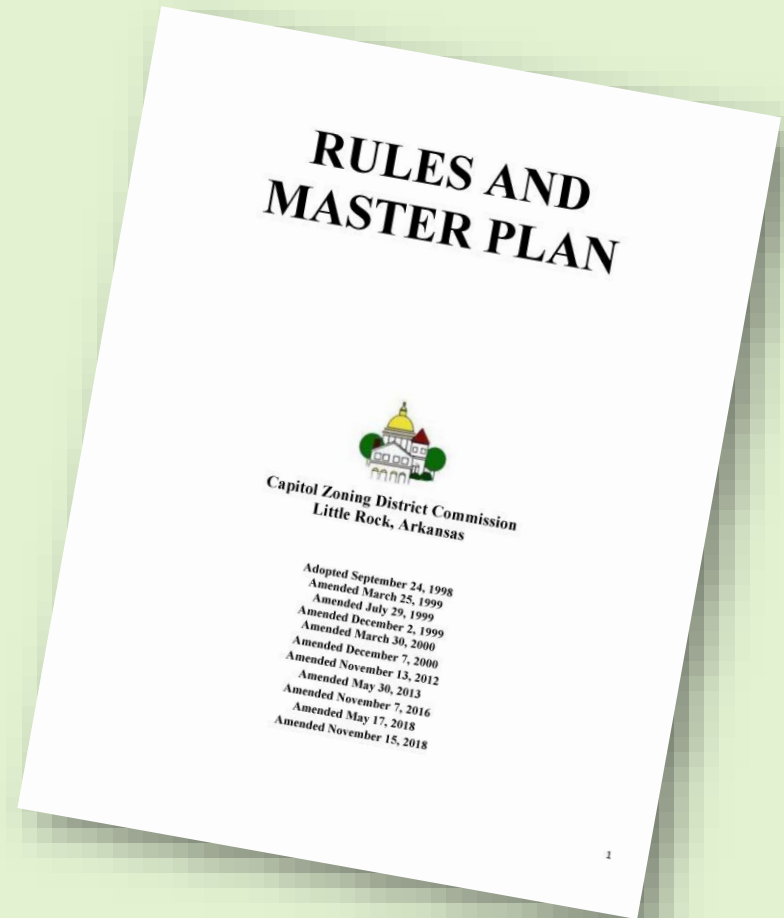 RULES AND
MASTER PLAN
Capitol Zoning District Commission
Little Rock, Arkansas
Adopted September 24, 1998
Amended March 25, 1999
Amended July 29, 1999
Amended December 2, 1999
Amended March 30, 2000
Amended December 7, 2000
Amended November 13, 2012
Amended May 30, 2013
Amended November 7, 2016
Amended May 17, 2018
Amended November 15, 2018
1